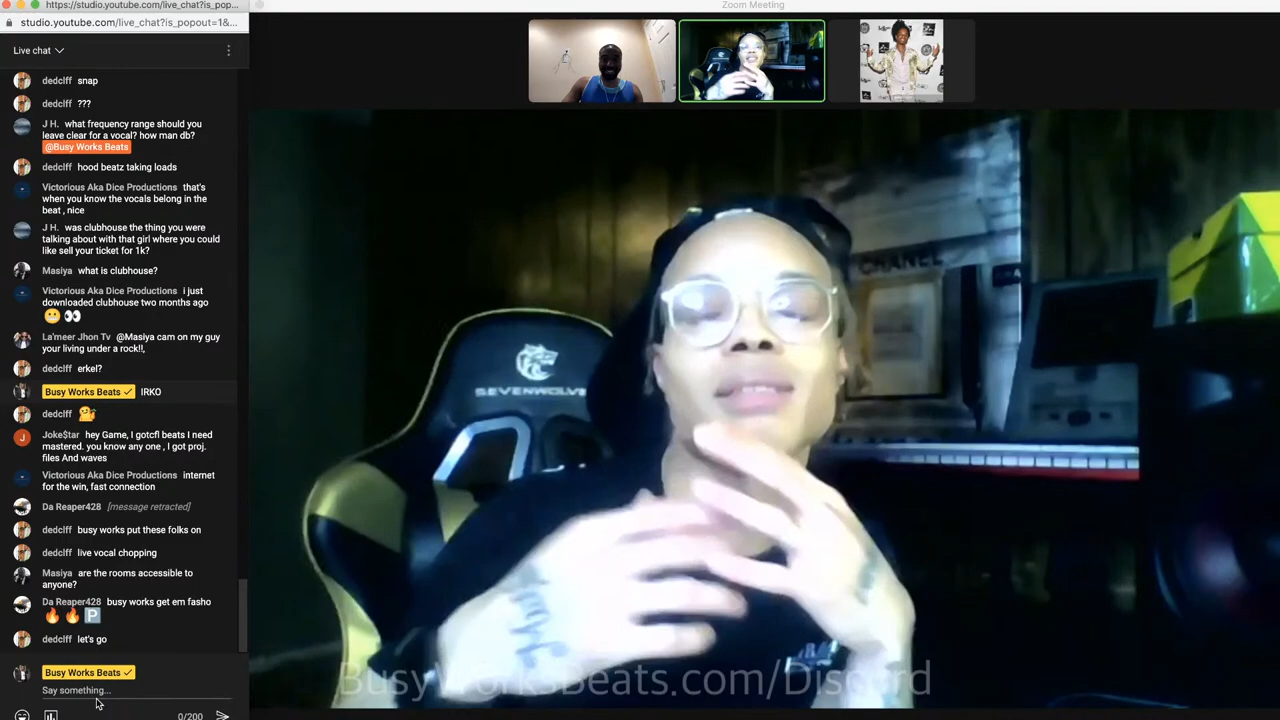 https://studio.youtube.com/live_chat?is_pop...
Zoom Meeting
studio.youtube.com/live_chat?is_popout=1&...
Live chat
dedclff snap
dedclff ???
J H. what frequency range should you
leave clear for a vocal? how man db?
@Busy Works Beats
dedclff hood beatz taking loads
Victorious Aka Dice Productions that's
when you know the vocals belong in the
beat , nice
J H. was clubhouse the thing you were
talking about with that girl where you could
like sell your ticket for 1k?
Masiya what is clubhouse?
Victorious Aka Dice Productions i just
downloaded clubhouse two months ago
La'meer Jhon Tv @Masiya cam on my guy
your living under a rock!!,
dedclff erkel?
Busy Works Beats IRKO
dedclff
Joke$tar hey Game, I gotcfl beats I need
mastered. you know any one , I got proj.
files And waves
Victorious Aka Dice Productions internet
for the win, fast connection
Da Reaper428 [message retracted]
dedclff busy works put these folks on
dedclff live vocal chopping
Masiya are the rooms accessible to
anyone?
Da Reaper428 busy works get em fasho
🅿
dedclff let's go
Busy Works Beats
Say something...
0/200
J
CHANEL
SEVENWOLVES
BusyWorksBeats.com/Discord